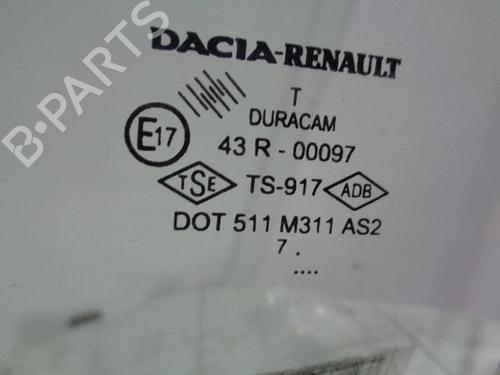 DACIA-RENAULT
T
DURACAM
E17
43 R - 00097
TSE TS-917 ADB
DOT 511 M311 AS2
7 .
....
B-PARTS